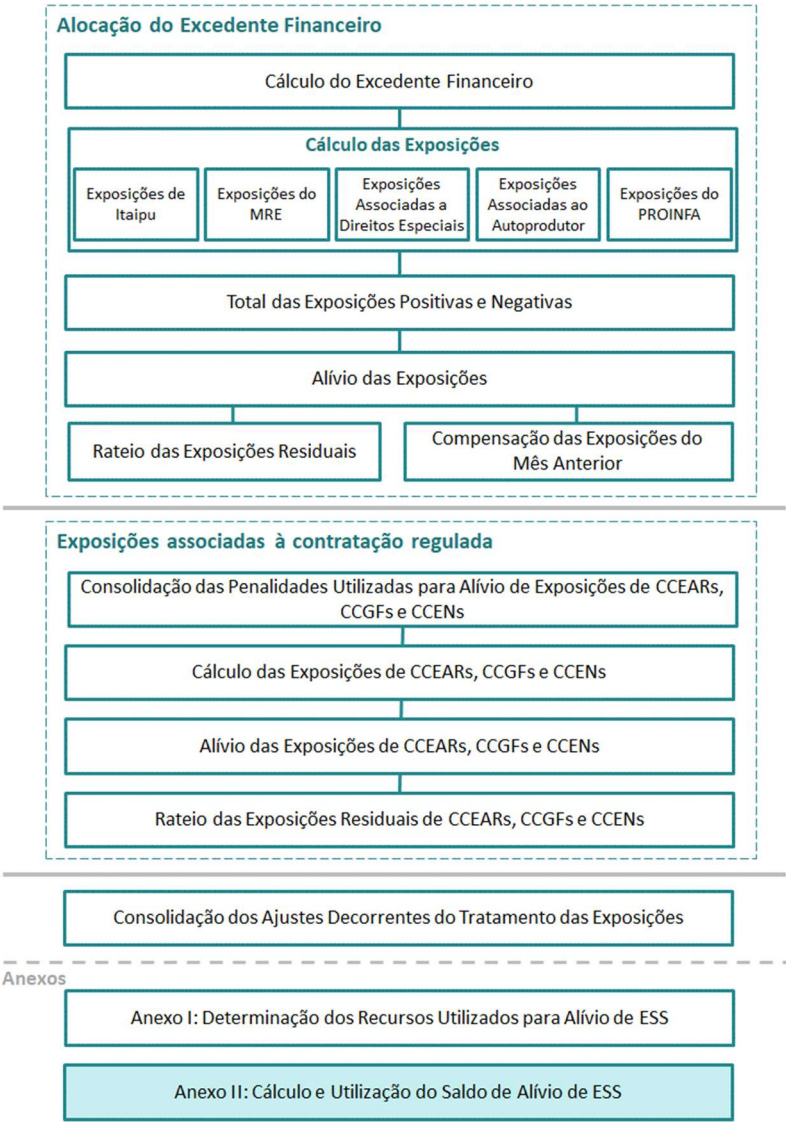 Alocação do Excedente Financeiro
Cálculo do Excedente Financeiro
Cálculo das Exposições
Exposições de
Itaipu
Exposições do
MRE
Exposições
Associadas a
Direitos Especiais
Exposições
Associadas ao
Autoprodutor
Exposições do
PROINFA
Total das Exposições Positivas e Negativas
Alívio das Exposições
Rateio das Exposições Residuais
Compensação das Exposições do
Mês Anterior
Exposições associadas à contratação regulada
Consolidação das Penalidades Utilizadas para Alívio de Exposições de CCEARs,
CCGFs e CCENs
Cálculo das Exposições de CCEARs, CCGFs e CCENs
Alívio das Exposições de CCEARs, CCGFs e CCENs
Rateio das Exposições Residuais de CCEARs, CCGFs e CCENs
Consolidação dos Ajustes Decorrentes do Tratamento das Exposições
Anexos
Anexo I: Determinação dos Recursos Utilizados para Alívio de ESS
Anexo II: Cálculo e Utilização do Saldo de Alívio de ESS